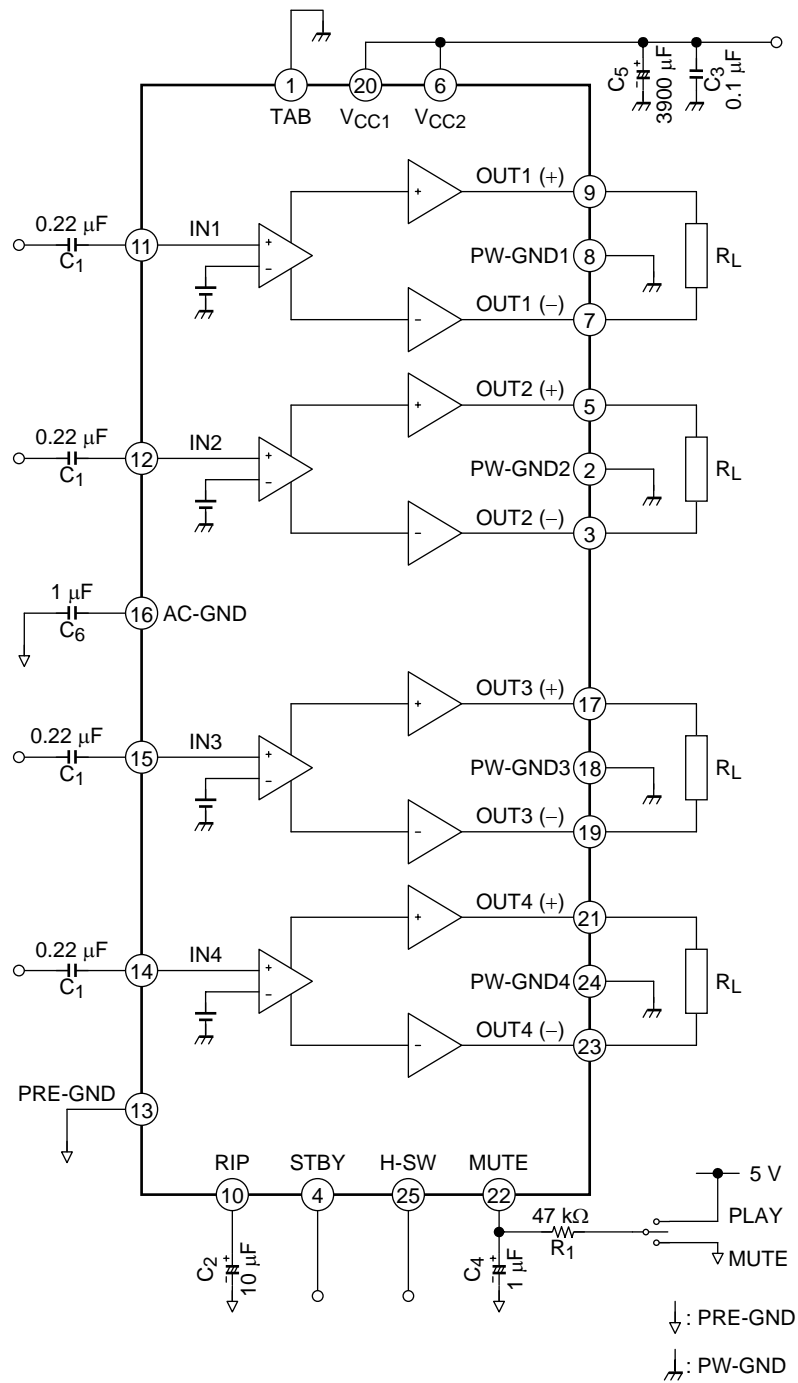 1 20 6
TAB VCC1 VCC2
C5 3900 μF
C3 0.1 μF
OUT1 (+)
9
0.22 μF
C1
11
IN1
+
−
+
PW-GND1
8
RL
OUT1 (−)
−
7
OUT2 (+)
5
0.22 μF
C1
12
IN2
+
−
+
PW-GND2
2
RL
OUT2 (−)
−
3
1 μF
C6
16
AC-GND
OUT3 (+)
17
0.22 μF
C1
15
IN3
+
−
+
PW-GND3
18
RL
OUT3 (−)
−
19
OUT4 (+)
21
0.22 μF
C1
14
IN4
+
−
+
PW-GND4
24
RL
OUT4 (−)
−
23
PRE-GND
13
RIP STBY H-SW MUTE
10 4 25 22
C2 10 μF
C4 1 μF
47 kΩ
R1
5 V
PLAY
MUTE
: PRE-GND
: PW-GND